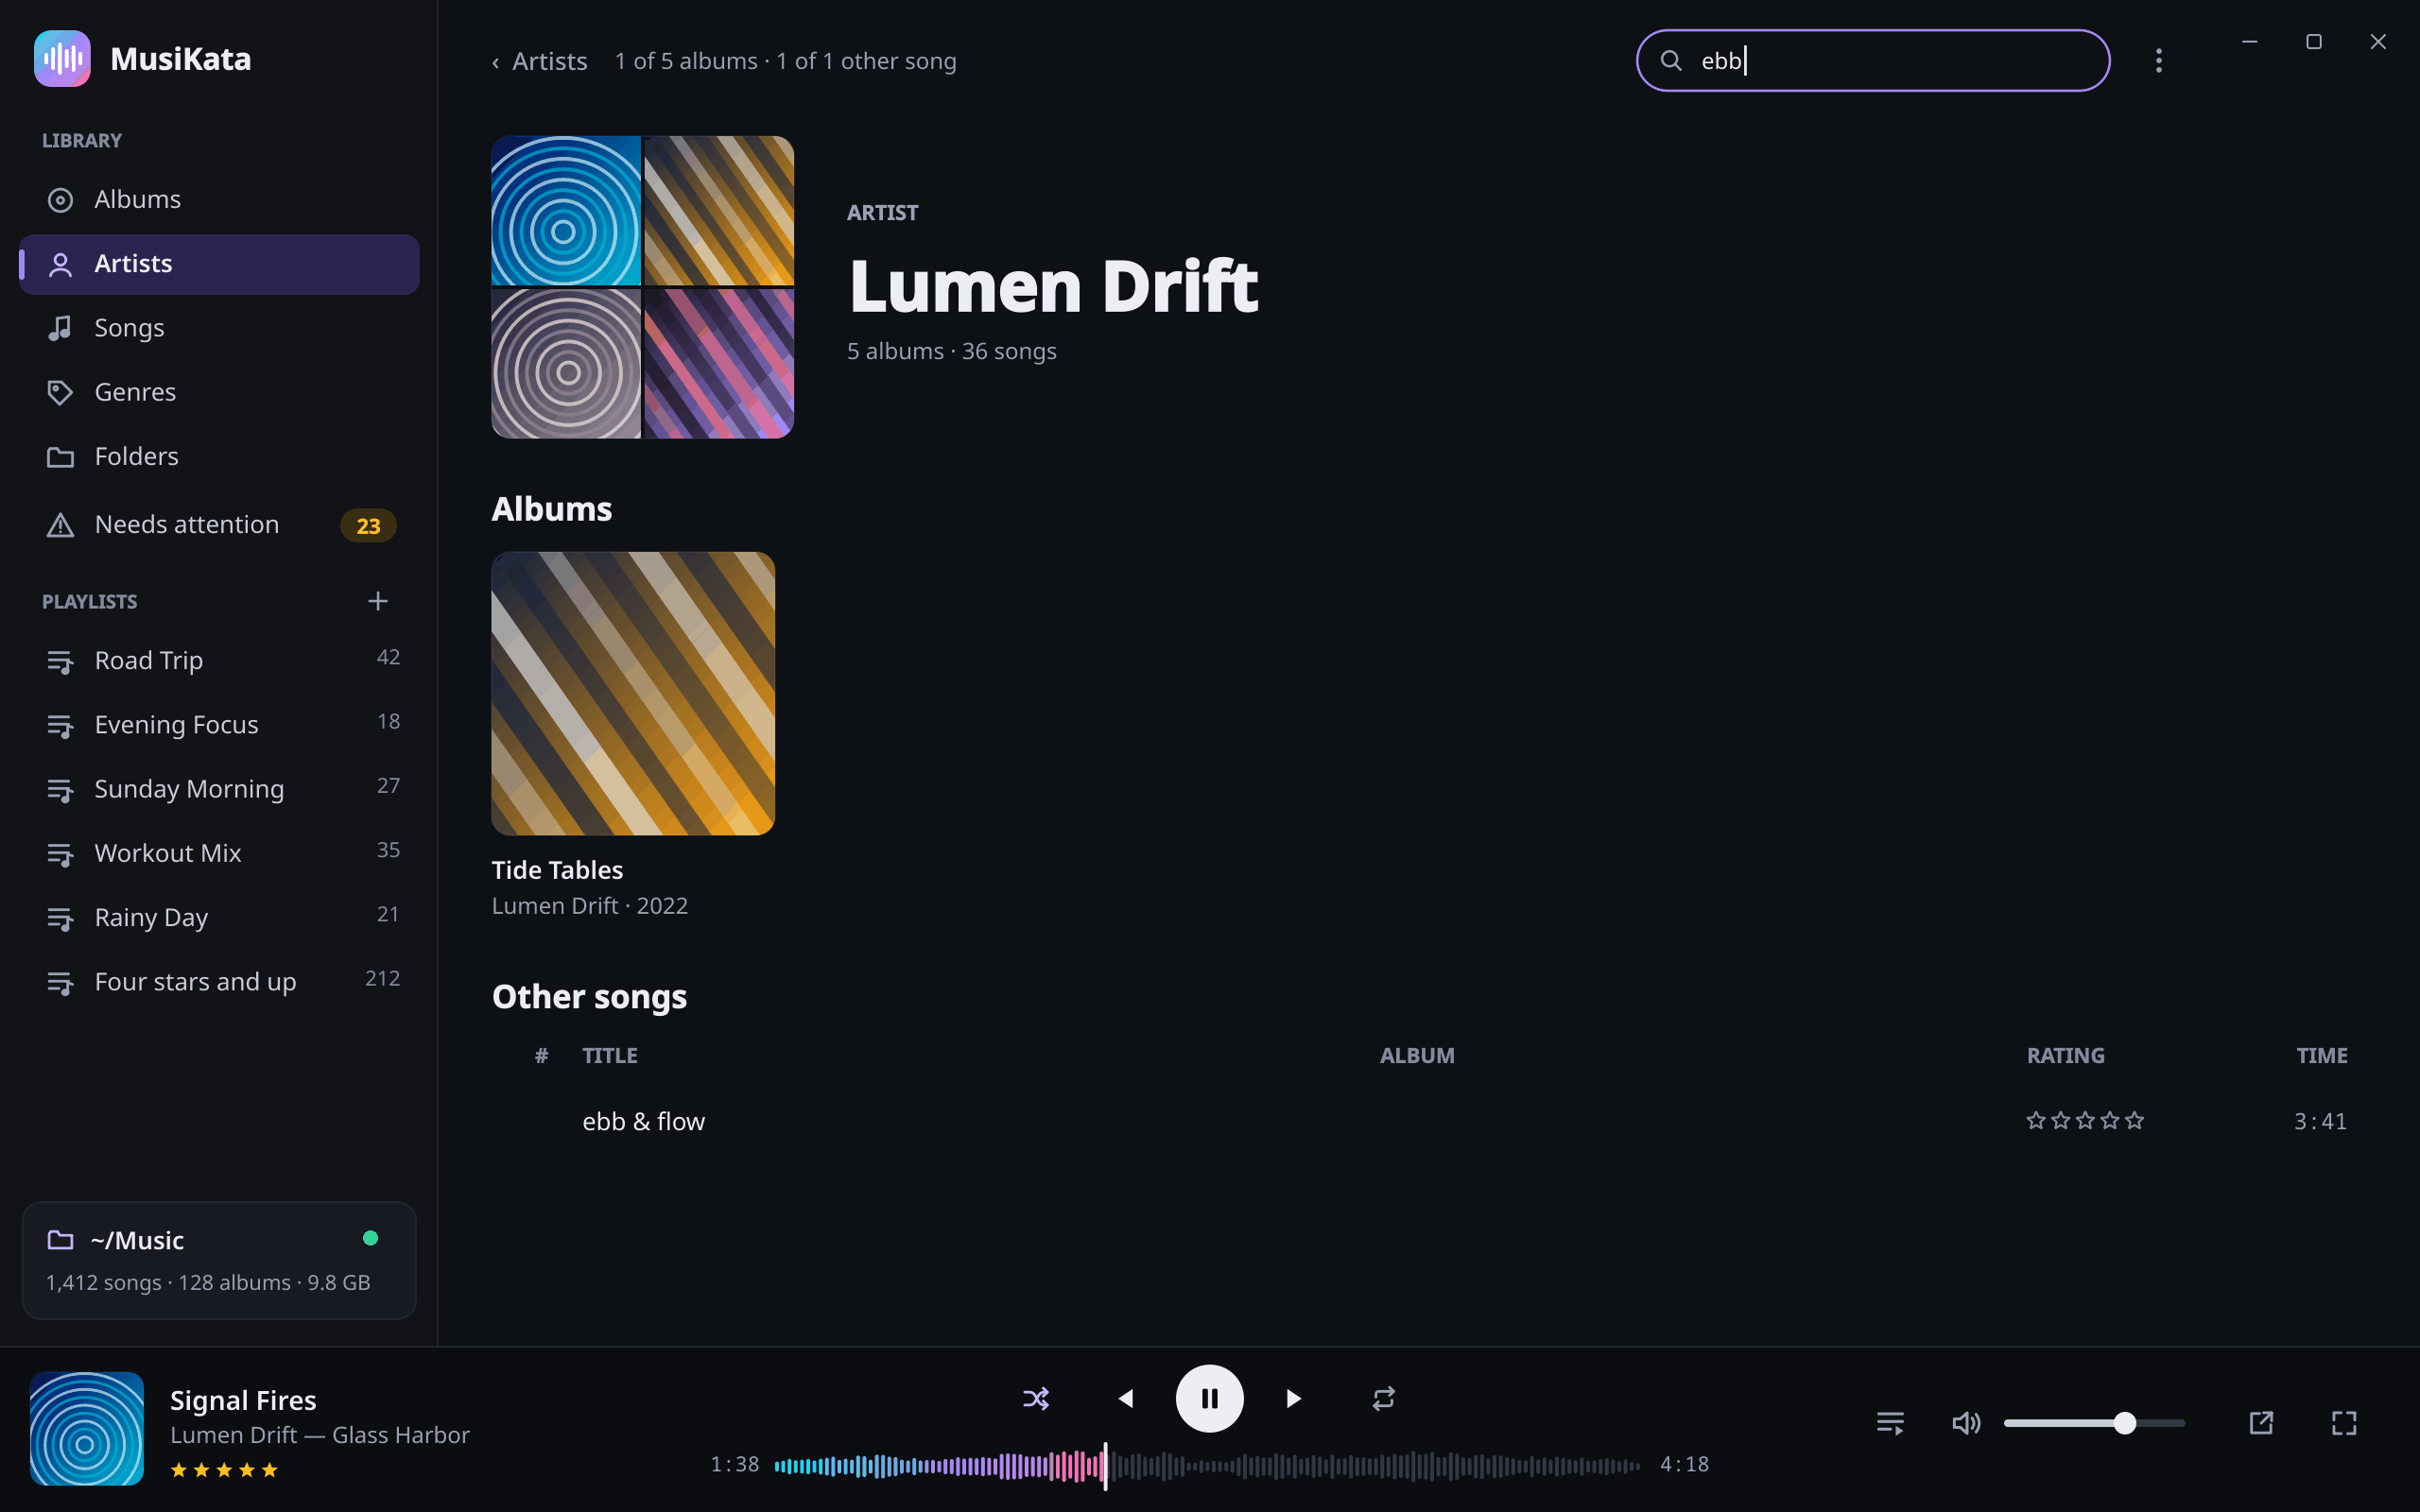 MusiKata
LIBRARY
Albums
Artists
Songs
Genres
Folders
Needs attention 23
PLAYLISTS
Road Trip 42
Evening Focus 18
Sunday Morning 27
Workout Mix 35
Rainy Day 21
Four stars and up 212
~/Music
1,412 songs · 128 albums · 9.8 GB
‹ Artists 1 of 5 albums · 1 of 1 other song
ebb
ARTIST
Lumen Drift
5 albums · 36 songs
Albums
Tide Tables
Lumen Drift · 2022
Other songs
# TITLE ALBUM RATING TIME
ebb & flow 3:41
Signal Fires
Lumen Drift — Glass Harbor
1:38 4:18